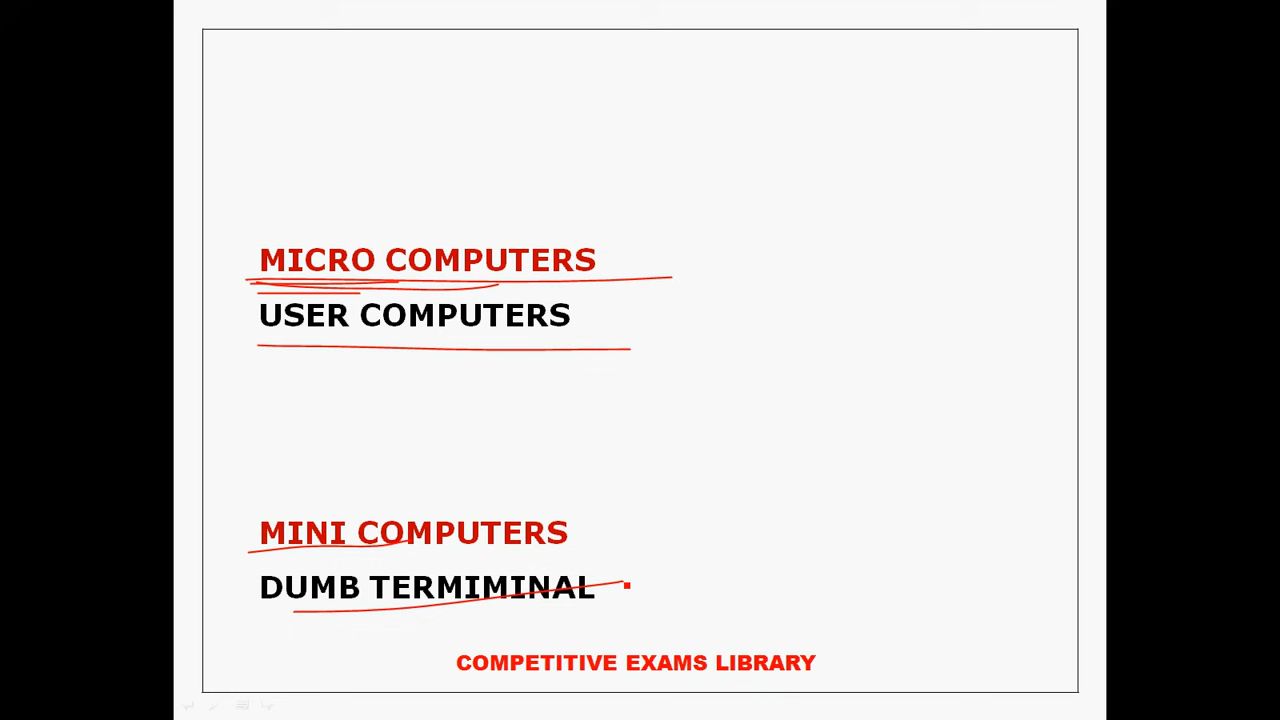 MICRO COMPUTERS
USER COMPUTERS
MINI COMPUTERS
DUMB TERMIMINAL
COMPETITIVE EXAMS LIBRARY